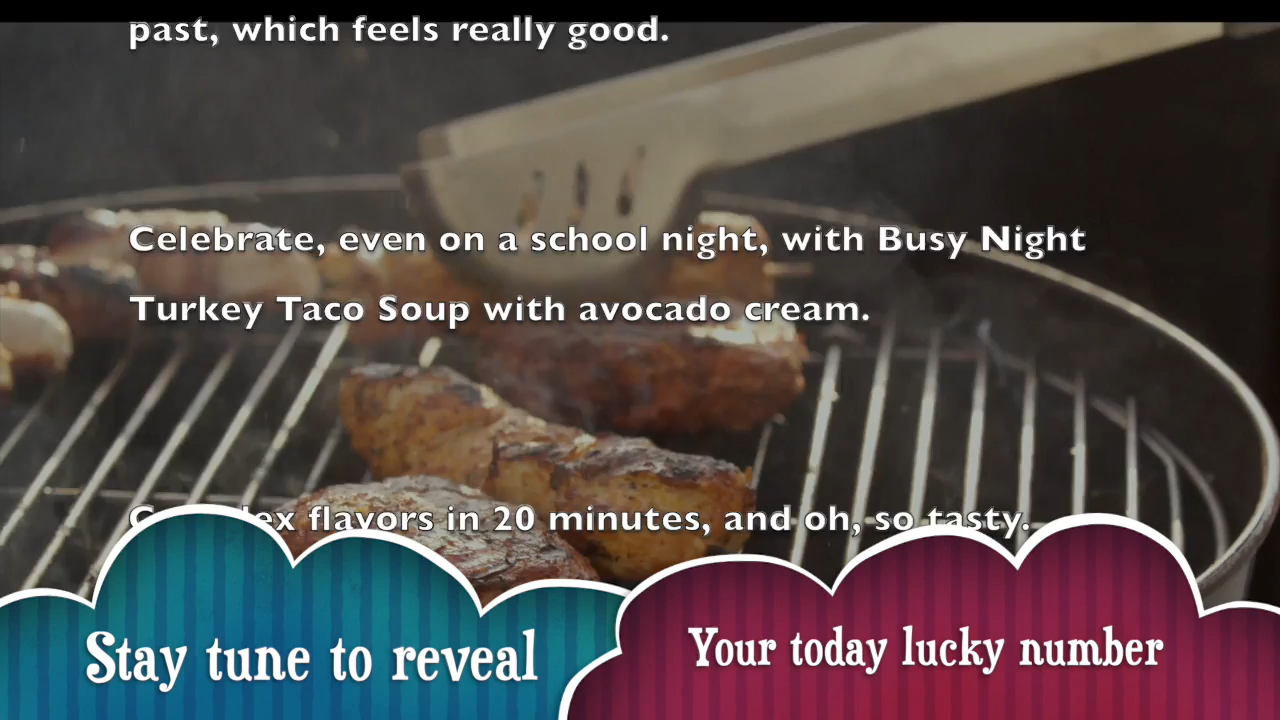 past, which feels really good.
Celebrate, even on a school night, with Busy Night
Turkey Taco Soup with avocado cream.
flavors in 20 minutes, and oh, so tasty.
Stay tune to reveal
Your today lucky number